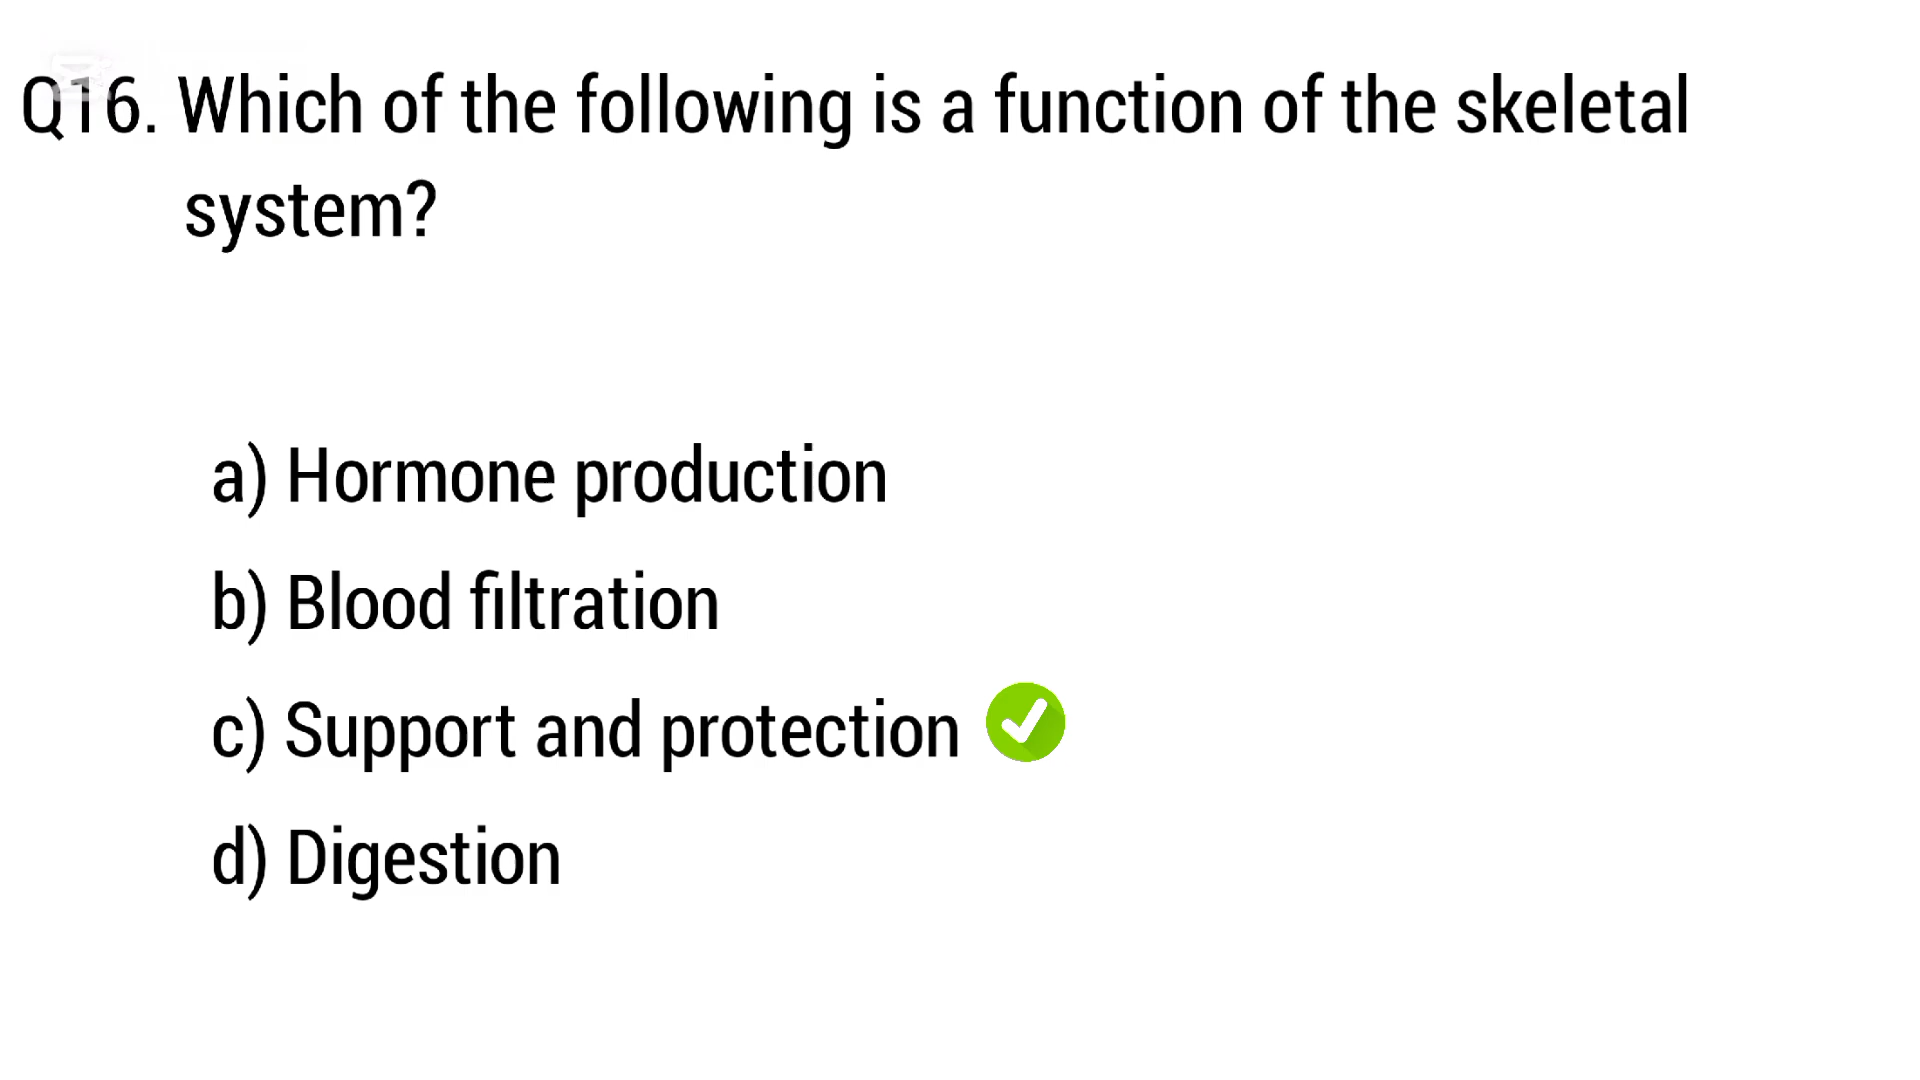 Q16. Which of the following is a function of the skeletal
system?
a) Hormone production
b) Blood filtration
c) Support and protection
d) Digestion